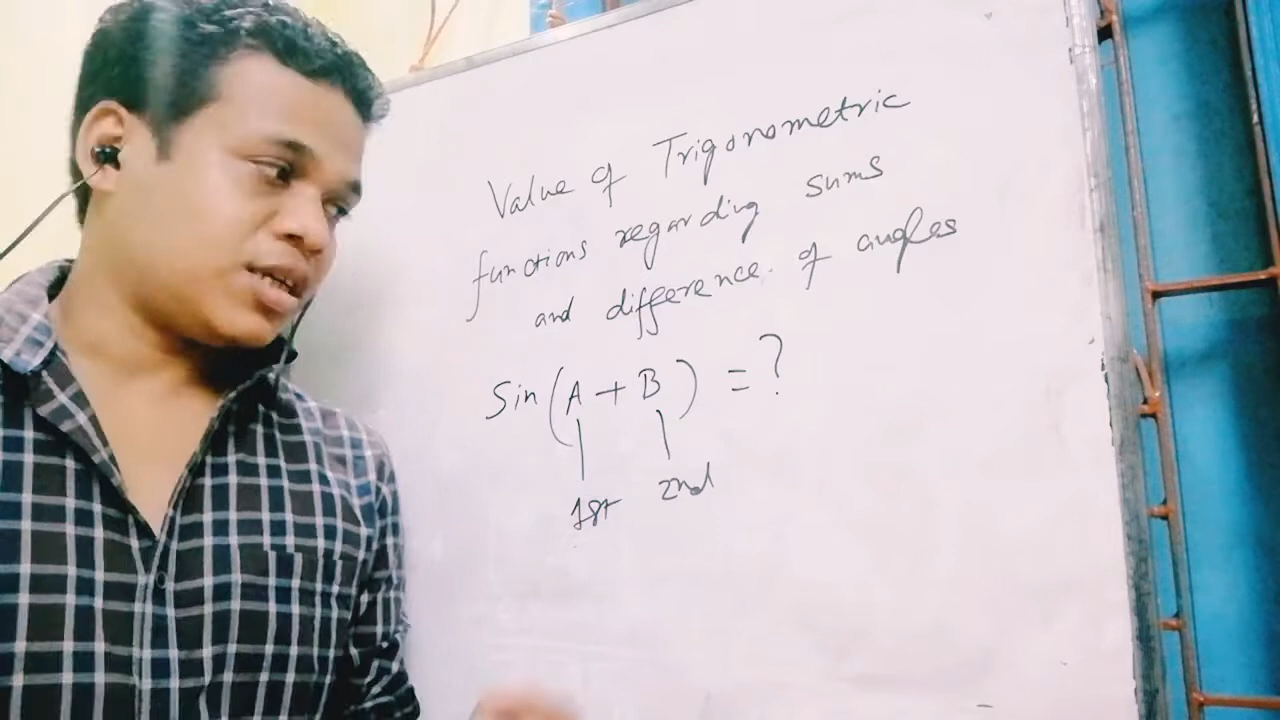 Value of Trigonometric
functions regarding sums
and difference of angles
Sin(A + B) = ?
1st 2nd